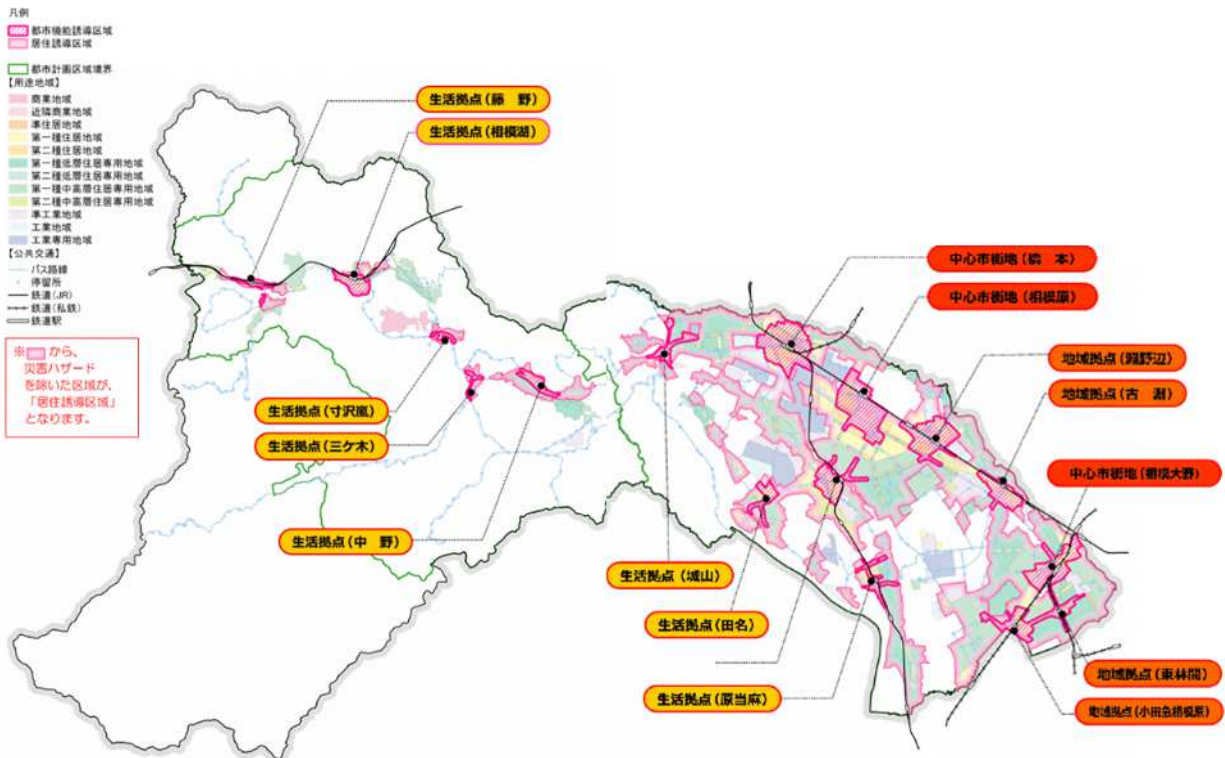 凡例
都市機能誘導区域
居住誘導区域
都市計画区域境界
【用途地域】
商業地域
近隣商業地域
準住居地域
第一種住居地域
第二種住居地域
第一種低層住居専用地域
第二種低層住居専用地域
第一種中高層住居専用地域
第二種中高層住居専用地域
準工業地域
工業地域
工業専用地域
【公共交通】
バス路線
停留所
鉄道(JR)
鉄道(私鉄)
鉄道駅
※ から、
災害ハザード
を除いた区域が、
「居住誘導区域」
となります。
生活拠点(藤 野)
生活拠点(相模湖)
生活拠点(寸沢嵐)
生活拠点(三ケ木)
生活拠点(中 野)
中心市街地(橋 本)
中心市街地(相模原)
地域拠点(淵野辺)
地域拠点(古 淵)
中心市街地(相模大野)
生活拠点(城山)
生活拠点(田名)
生活拠点(原当麻)
地域拠点(東林間)
地域拠点(小田急相模原)